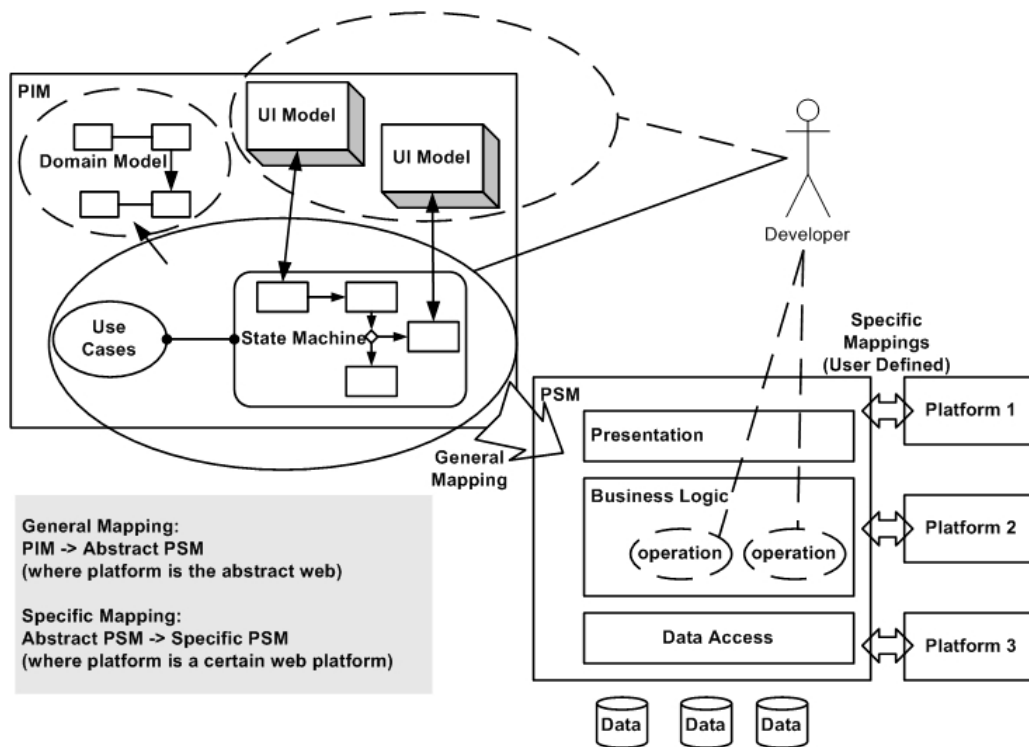 PIM
UI Model
UI Model
Domain Model
Developer
Use
Cases
State Machine
Specific
Mappings
(User Defined)
General
Mapping
PSM
Presentation
Business Logic
operation
operation
Data Access
Platform 1
Platform 2
Platform 3
Data
Data
Data
General Mapping:
PIM -> Abstract PSM
(where platform is the abstract web)
Specific Mapping:
Abstract PSM -> Specific PSM
(where platform is a certain web platform)